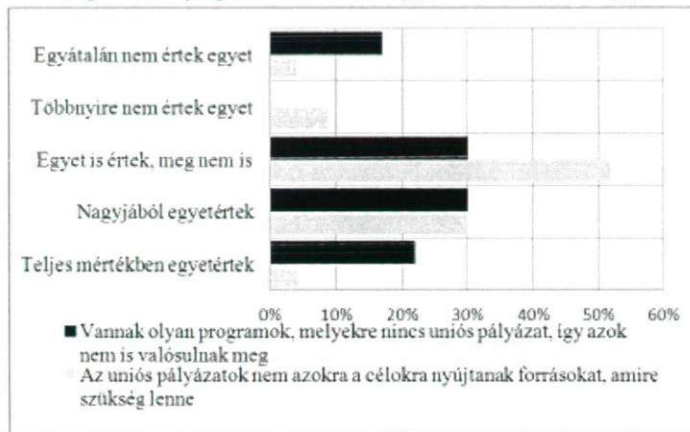 Egyátalán nem értek egyet
Többnyire nem értek egyet
Egyet is értek, meg nem is
Nagyjából egyetértek
Teljes mértékben egyetértek
0% 10% 20% 30% 40% 50% 60%
Vannak olyan programok, melyekre nincs uniós pályázat, így azok
nem is valósulnak meg
Az uniós pályázatok nem azokra a célokra nyújtanak forrásokat, amire
szükség lenne